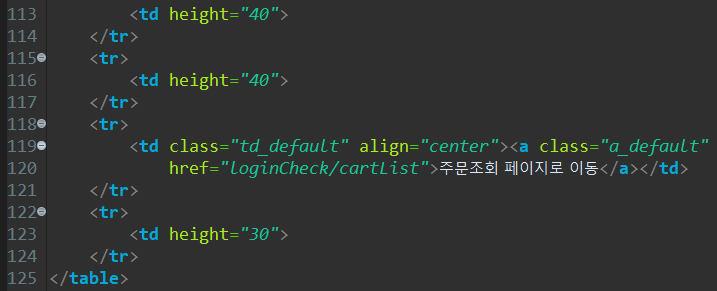 113 <td height="40">
114 </tr>
115 <tr>
116 <td height="40">
117 </tr>
118 <tr>
119 <td class="td_default" align="center"><a class="a_default"
120 href="loginCheck/cartList">주문조회 페이지로 이동</a></td>
121 </tr>
122 <tr>
123 <td height="30">
124 </tr>
125 </table>